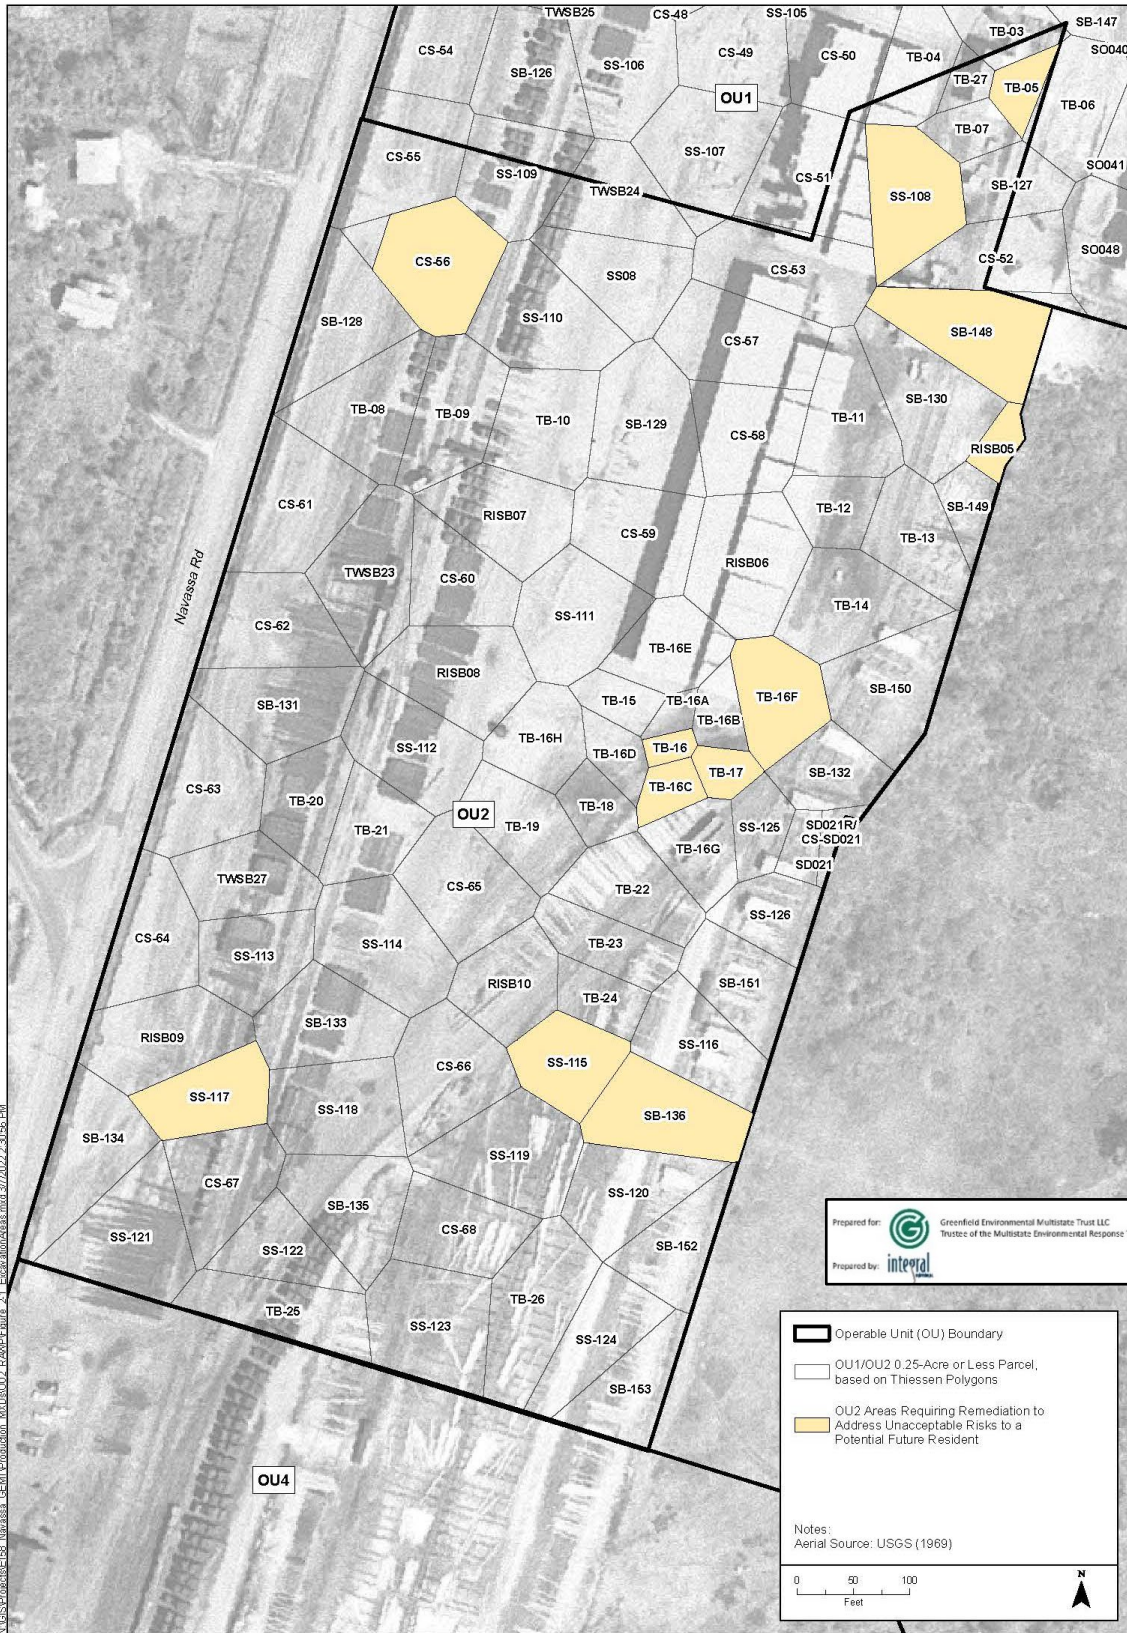 TWSB25
CS-48
SS-105
TB-03
SB-147
CS-54
CS-49
CS-50
TB-04
SO040
SB-126
SS-106
TB-27
TB-05
OU1
TB-06
TB-07
CS-55
SS-107
SS-109
CS-51
SO041
SB-127
TWSB24
SS-108
CS-52
SO048
CS-56
SS08
CS-53
SB-128
SS-110
CS-57
SB-148
TB-08
TB-09
TB-10
SB-129
CS-58
TB-11
SB-130
RISB05
CS-61
RISB07
TB-12
SB-149
CS-59
TB-13
Navassa Rd
TWSB23
CS-60
RISB06
SS-111
TB-14
CS-62
TB-16E
RISB08
SB-150
SB-131
TB-15
TB-16A
TB-16F
TB-16B
SS-112
TB-16H
TB-16D
TB-16
TB-17
SB-132
CS-63
TB-16C
TB-20
OU2
TB-18
TB-21
TB-19
SS-125
SD021R/
CS-SD021
TB-16G
SD021
TWSB27
CS-65
TB-22
SS-126
CS-64
SS-113
SS-114
TB-23
RISB10
SB-151
TB-24
SB-133
RISB09
SS-116
CS-66
SS-115
SS-117
SS-118
SB-136
SB-134
SS-119
CS-67
SS-120
SB-135
SS-121
SS-122
CS-68
SB-152
TB-25
SS-123
TB-26
SS-124
SB-153
OU4
Prepared for:
Greenfield Environmental Multistate Trust LLC
Trustee of the Multistate Environmental Response
Prepared by:
integral
Operable Unit (OU) Boundary
OU1/OU2 0.25-Acre or Less Parcel,
based on Thiessen Polygons
OU2 Areas Requiring Remediation to
Address Unacceptable Risks to a
Potential Future Resident
Notes:
Aerial Source: USGS (1969)
0 50 100
Feet
N